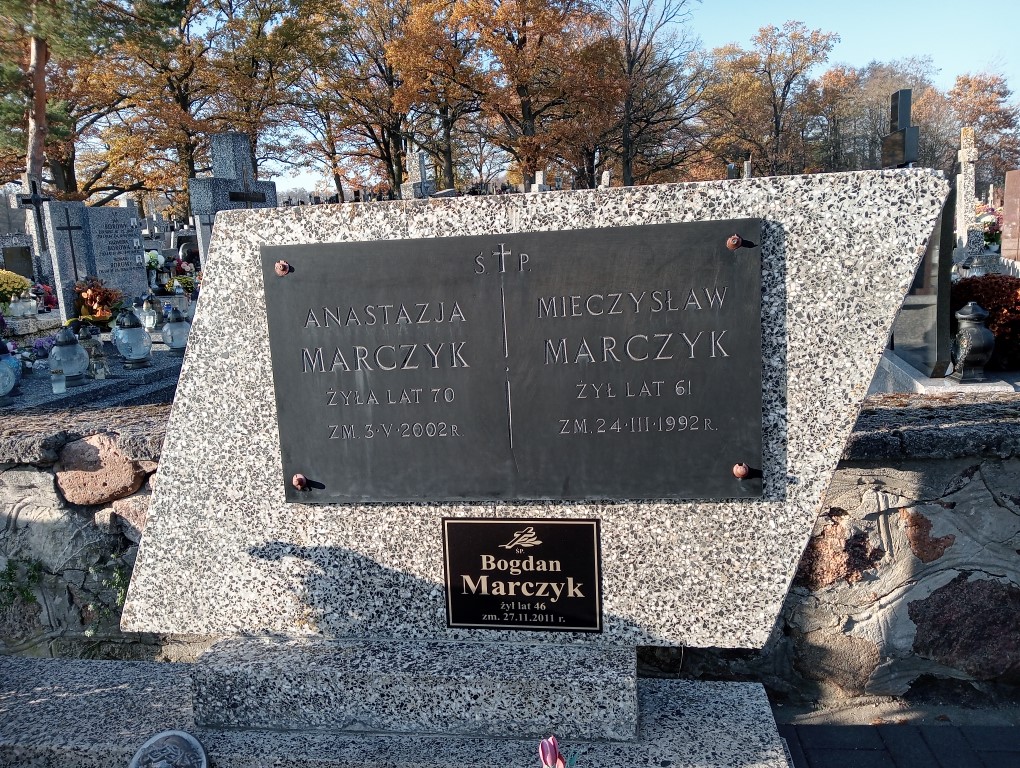 Ś P.
ANASTAZJA
MARCZYK
ŻYŁA LAT 70
ZM. 3·V·2002 R.
MIECZYSŁAW
MARCZYK
ŻYŁ LAT 61
ZM. 24·III·1992 R.
ŚP.
Bogdan
Marczyk
żył lat 46
zm. 27.11.2011 r.